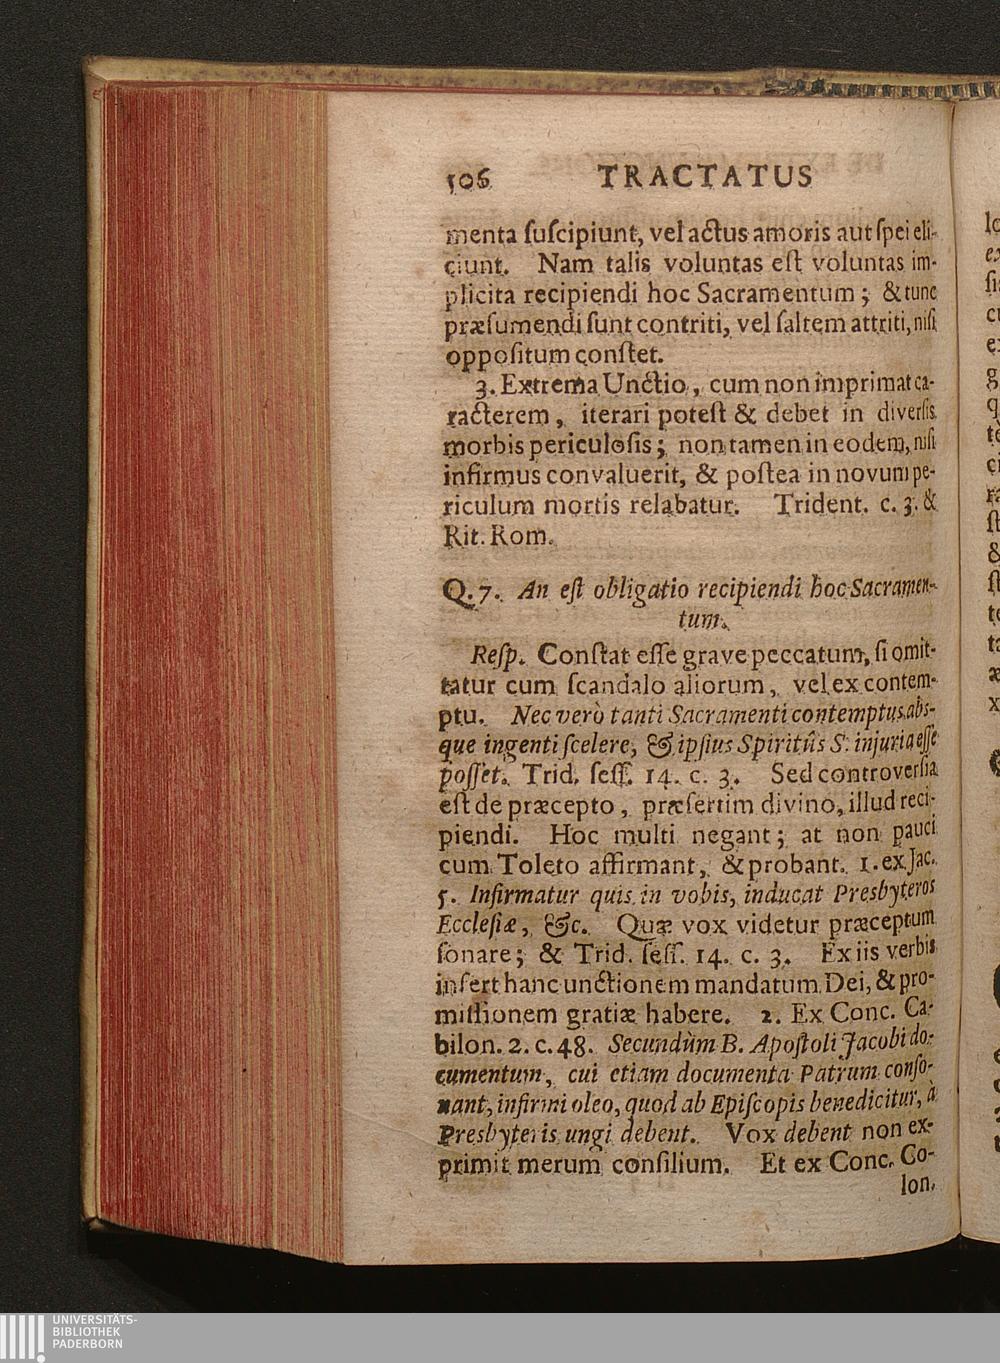 506 TRACTATUS
menta ſuſcipiunt, vel actus amoris aut ſpei eli-
ciunt. Nam talis voluntas eſt voluntas im-
plicita recipiendi hoc Sacramentum; & tunc
præſumendi ſunt contriti, vel ſaltem attriti, niſi
oppoſitum conſtet.
3. Extrema Unctio, cum non imprimat ca-
racterem, iterari poteſt & debet in diverſis
morbis periculoſis; non tamen in eodem, niſi
infirmus convaluerit, & poſtea in novum pe-
riculum mortis relabatur. Trident. c. 3. &
Rit. Rom.
Q. 7. An eſt obligatio recipiendi hoc Sacramen-
tum.
Reſp. Conſtat eſſe grave peccatum, ſi omit-
tatur cum ſcandalo aliorum, vel ex contem-
ptu. Nec verò tanti Sacramenti contemptus abs-
que ingenti ſcelere, & ipſius Spiritûs S. injuria eſſe
poſſet. Trid. ſeſſ. 14. c. 3. Sed controverſia
eſt de præcepto, præſertim divino, illud reci-
piendi. Hoc multi negant; at non pauci
cum Toleto affirmant, & probant. 1. ex Jac.
5. Infirmatur quis in vobis, inducat Presbyteros
Eccleſiæ, &c. Quæ vox videtur præceptum
ſonare; & Trid. ſeſſ. 14. c. 3. Ex iis verbis
infert hanc unctionem mandatum Dei, & pro-
miſſionem gratiæ habere. 2. Ex Conc. Ca-
bilon. 2. c. 48. Secundùm B. Apoſtoli Jacobi do-
cumentum, cui etiam documenta Patrum conſo-
nant, infirmi oleo, quod ab Epiſcopis benedicitur, à
Presbyteris ungi debent. Vox debent non ex-
primit merum conſilium. Et ex Conc. Co-
lon.
UNIVERSITÄTS-
BIBLIOTHEK
PADERBORN